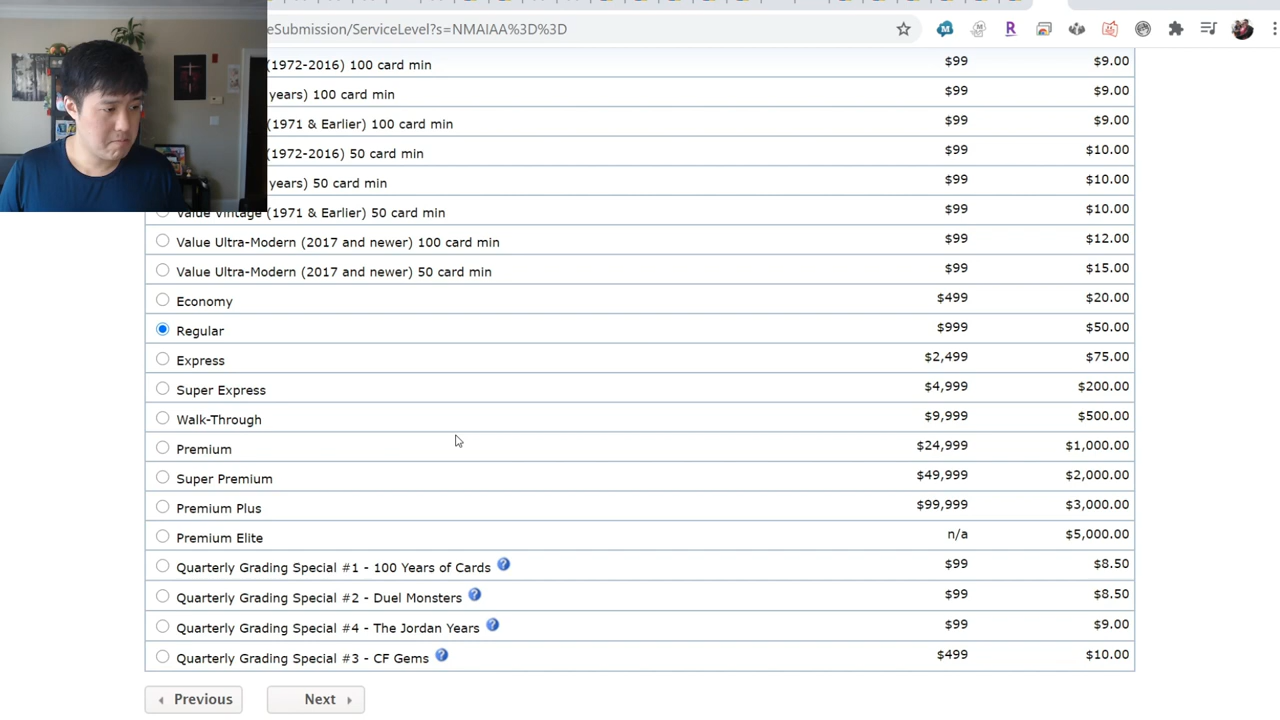 eSubmission/ServiceLevel?s=NMAIAA%3D%3D
(1972-2016) 100 card min $99 $9.00
years) 100 card min $99 $9.00
(1971 & Earlier) 100 card min $99 $9.00
(1972-2016) 50 card min $99 $10.00
years) 50 card min $99 $10.00
Value Vintage (1971 & Earlier) 50 card min $99 $10.00
Value Ultra-Modern (2017 and newer) 100 card min $99 $12.00
Value Ultra-Modern (2017 and newer) 50 card min $99 $15.00
Economy $499 $20.00
Regular $999 $50.00
Express $2,499 $75.00
Super Express $4,999 $200.00
Walk-Through $9,999 $500.00
Premium $24,999 $1,000.00
Super Premium $49,999 $2,000.00
Premium Plus $99,999 $3,000.00
Premium Elite n/a $5,000.00
Quarterly Grading Special #1 - 100 Years of Cards ? $99 $8.50
Quarterly Grading Special #2 - Duel Monsters ? $99 $8.50
Quarterly Grading Special #4 - The Jordan Years ? $99 $9.00
Quarterly Grading Special #3 - CF Gems ? $499 $10.00
Previous Next